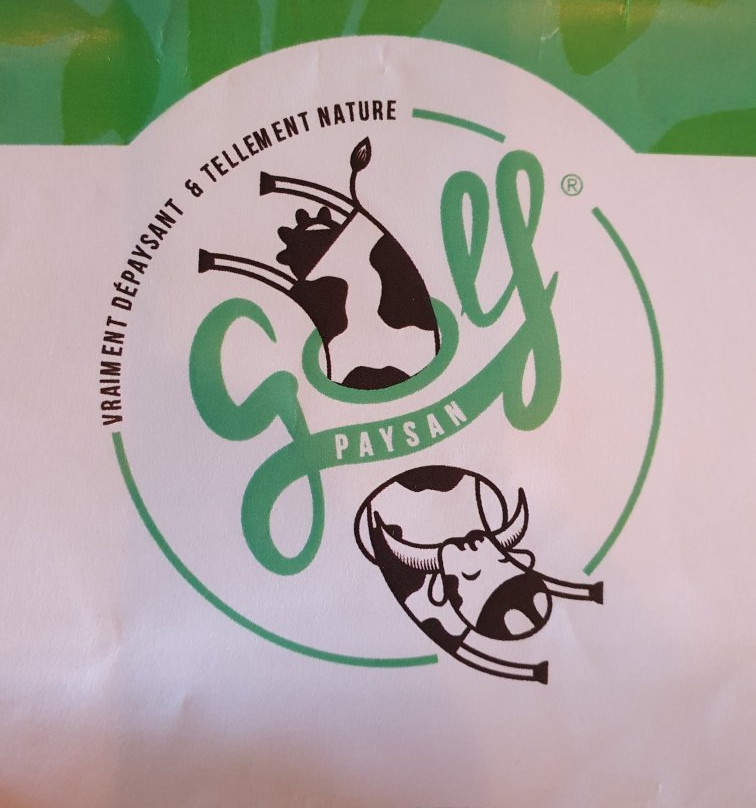 VRAIMENT DÉPAYSANT & TELLEMENT NATURE
Golf ®
PAYSAN